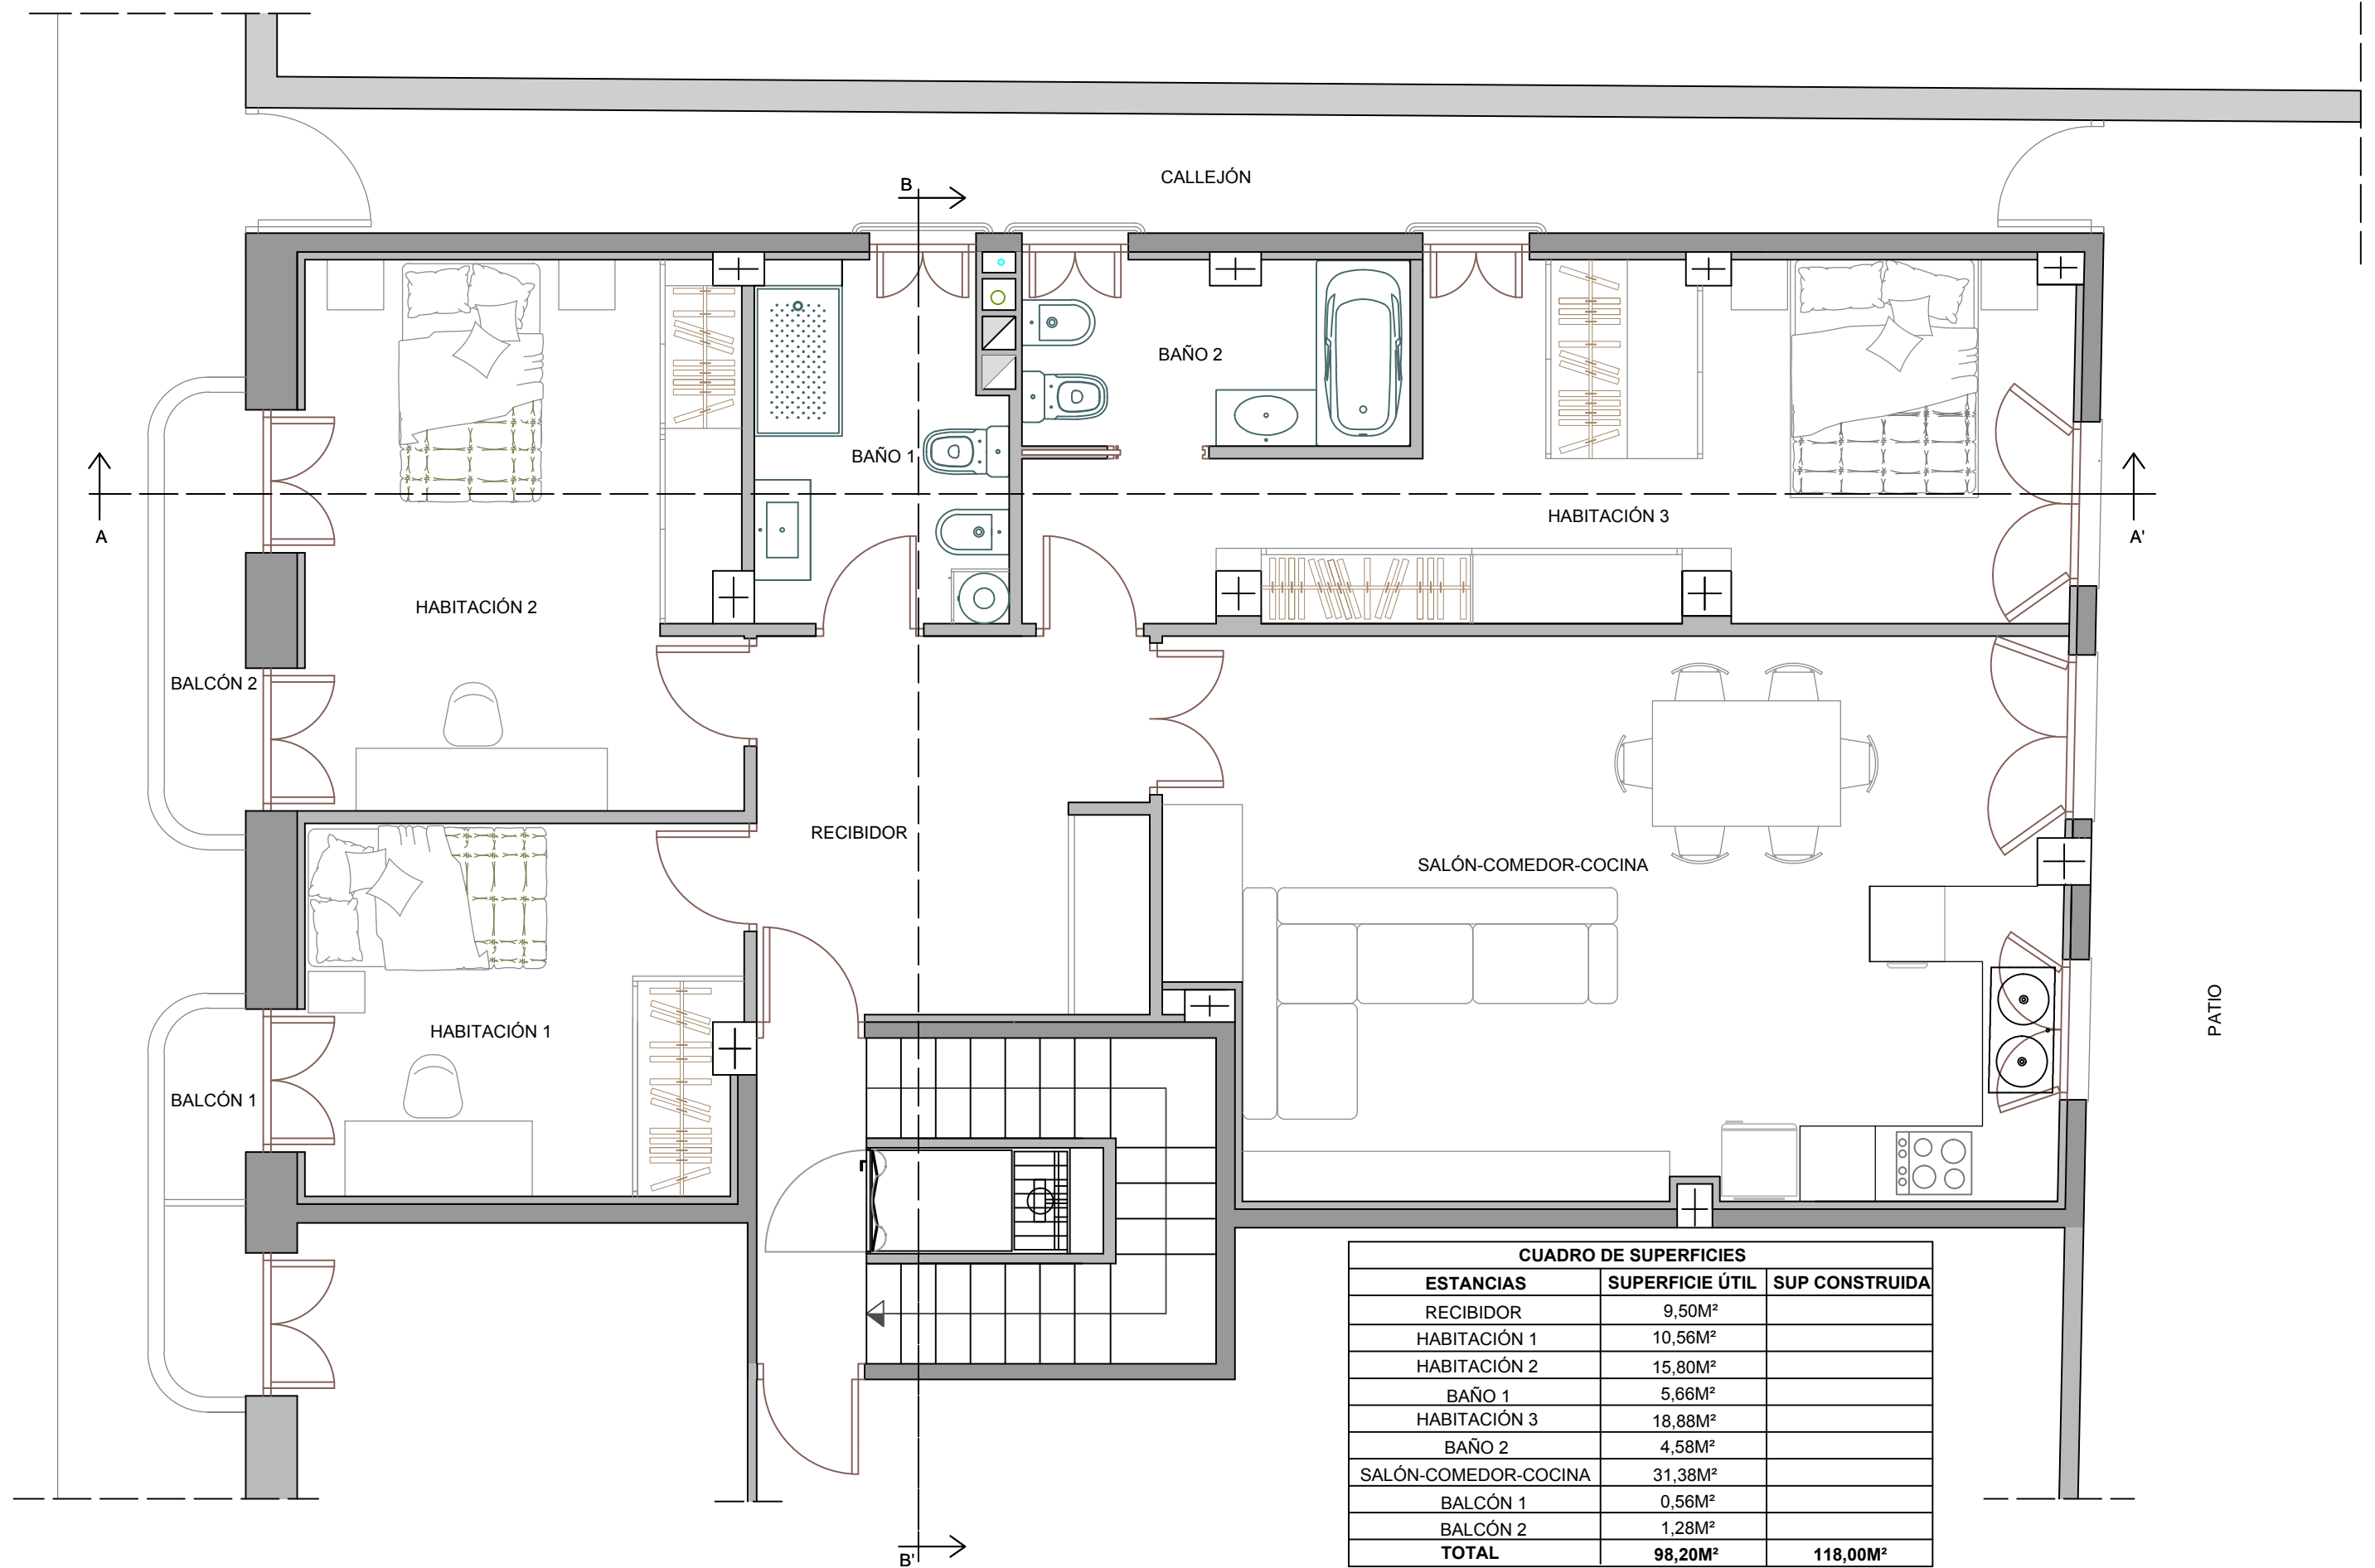 B
CALLEJÓN
BAÑO 2
BAÑO 1
HABITACIÓN 3
A
A'
HABITACIÓN 2
BALCÓN 2
RECIBIDOR
SALÓN-COMEDOR-COCINA
PATIO
HABITACIÓN 1
BALCÓN 1
CUADRO DE SUPERFICIES
ESTANCIAS SUPERFICIE ÚTIL SUP CONSTRUIDA
RECIBIDOR 9,50M²
HABITACIÓN 1 10,56M²
HABITACIÓN 2 15,80M²
BAÑO 1 5,66M²
HABITACIÓN 3 18,88M²
BAÑO 2 4,58M²
SALÓN-COMEDOR-COCINA 31,38M²
BALCÓN 1 0,56M²
BALCÓN 2 1,28M²
TOTAL 98,20M² 118,00M²
B'